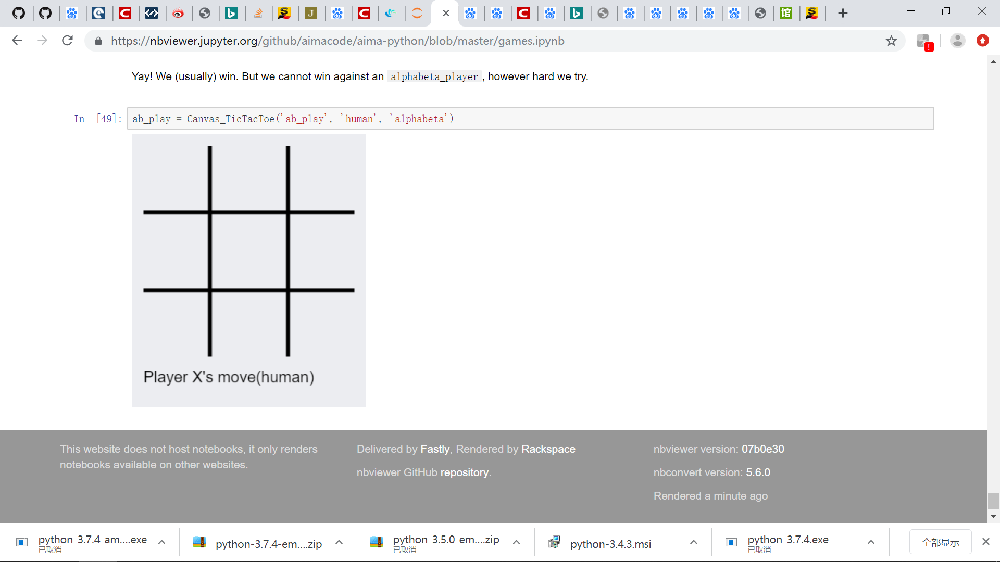 https://nbviewer.jupyter.org/github/aimacode/aima-python/blob/master/games.ipynb
Yay! We (usually) win. But we cannot win against an alphabeta_player, however hard we try.
In [49]: ab_play = Canvas_TicTacToe('ab_play', 'human', 'alphabeta')
Player X's move(human)
This website does not host notebooks, it only renders
notebooks available on other websites.
Delivered by Fastly, Rendered by Rackspace
nbviewer GitHub repository.
nbviewer version: 07b0e30
nbconvert version: 5.6.0
Rendered a minute ago
python-3.7.4-am....exe
已取消
python-3.7.4-em....zip
python-3.5.0-em....zip
已取消
python-3.4.3.msi
python-3.7.4.exe
已取消
全部显示